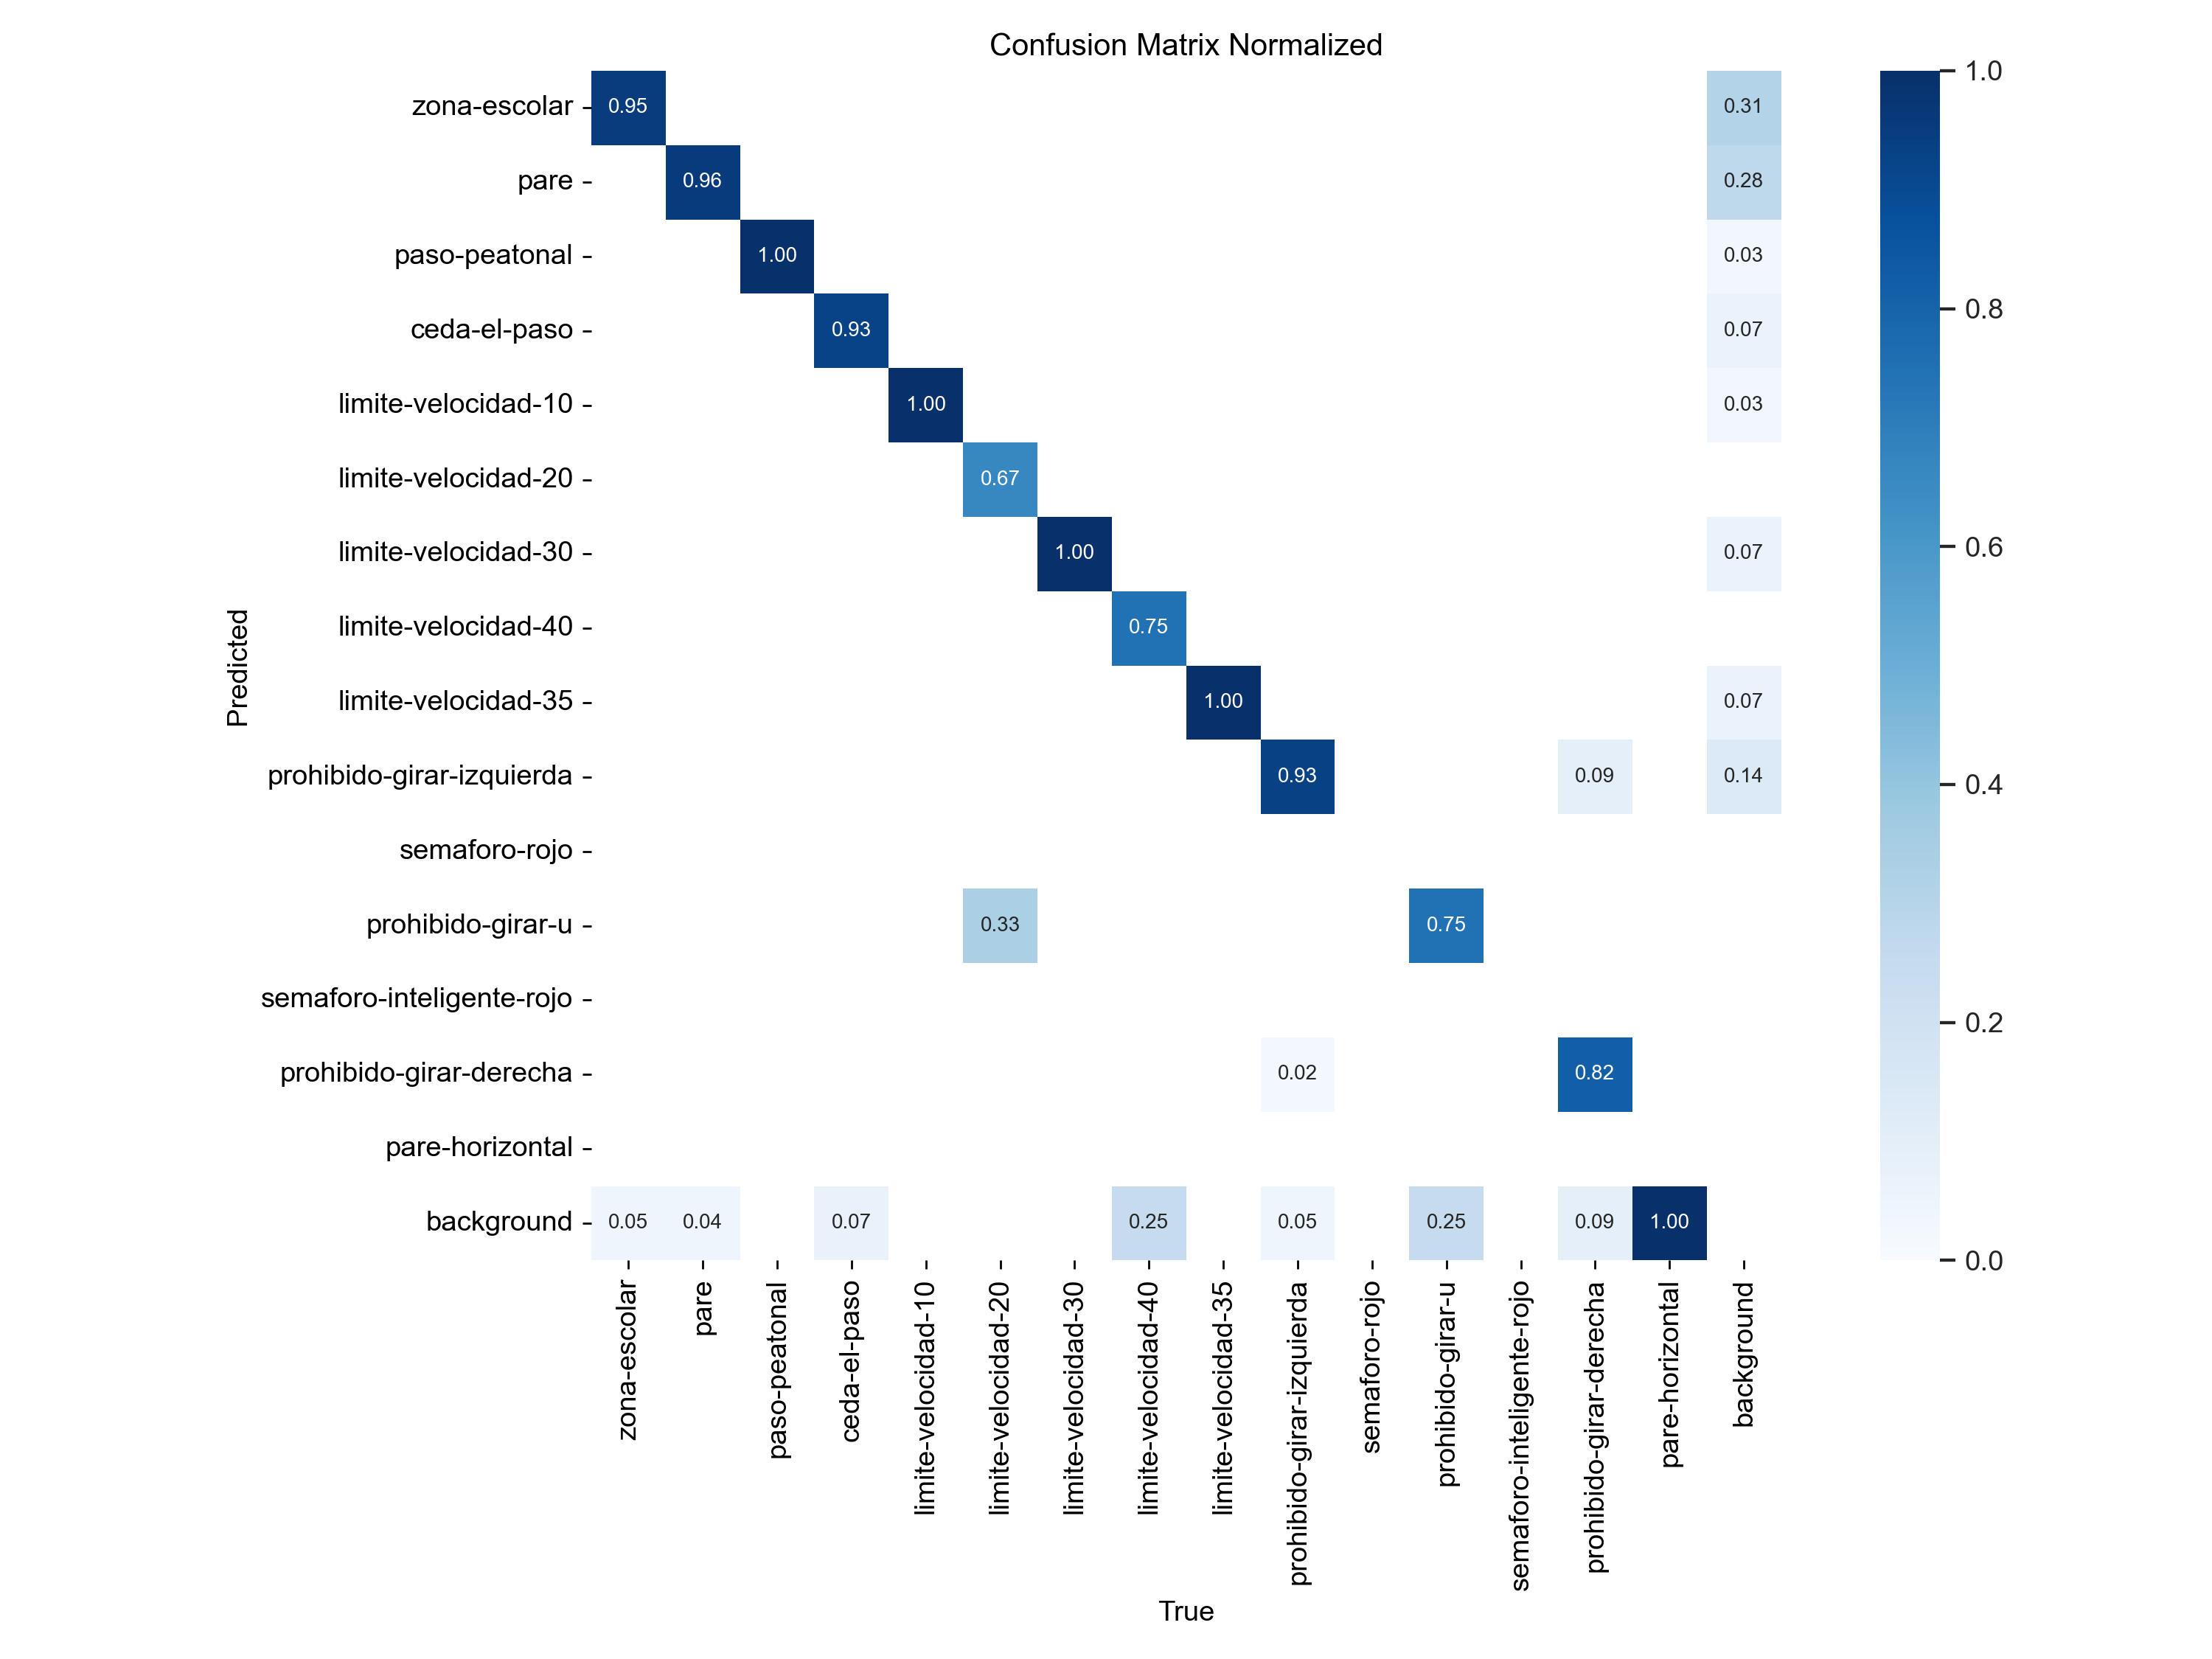 Confusion Matrix Normalized
zona-escolar 0.95 0.31
pare 0.96 0.28
paso-peatonal 1.00 0.03
ceda-el-paso 0.93 0.07
limite-velocidad-10 1.00 0.03
limite-velocidad-20 0.67
limite-velocidad-30 1.00 0.07
limite-velocidad-40 0.75
limite-velocidad-35 1.00 0.07
prohibido-girar-izquierda 0.93 0.09 0.14
semaforo-rojo
prohibido-girar-u 0.33 0.75
semaforo-inteligente-rojo
prohibido-girar-derecha 0.02 0.82
pare-horizontal
background 0.05 0.04 0.07 0.25 0.05 0.25 0.09 1.00
Predicted
zona-escolar
pare
paso-peatonal
ceda-el-paso
limite-velocidad-10
limite-velocidad-20
limite-velocidad-30
limite-velocidad-40
limite-velocidad-35
prohibido-girar-izquierda
semaforo-rojo
prohibido-girar-u
semaforo-inteligente-rojo
prohibido-girar-derecha
pare-horizontal
background
True
1.0
0.8
0.6
0.4
0.2
0.0